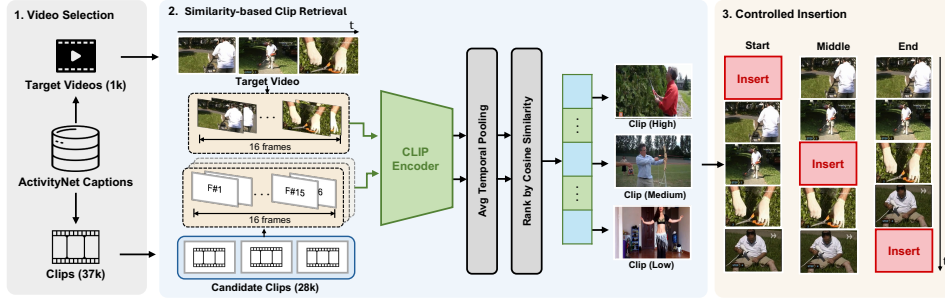 1. Video Selection
Target Videos (1k)
ActivityNet Captions
Clips (37k)
2. Similarity-based Clip Retrieval
t
Target Video
16 frames
F#1
F#15
6
16 frames
Candidate Clips (28k)
CLIP
Encoder
Avg Temporal Pooling
Rank by Cosine Similarity
Clip (High)
Clip (Medium)
Clip (Low)
3. Controlled Insertion
Start
Middle
End
Insert
Insert
Insert
t